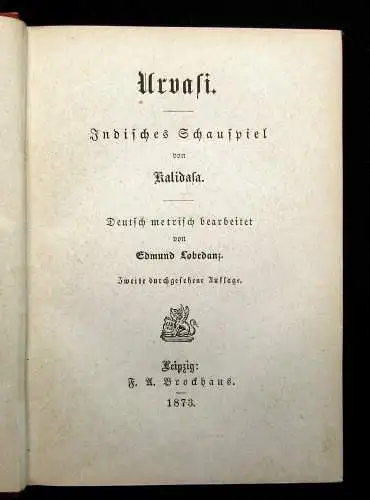 Urvaſi.
Indiſches Schauſpiel
von
Kalidaſa.
Deutſch metriſch bearbeitet
von
Edmund Lobedanz.
Zweite durchgeſehene Auflage.
Leipzig:
F. A. Brockhaus.
1873.